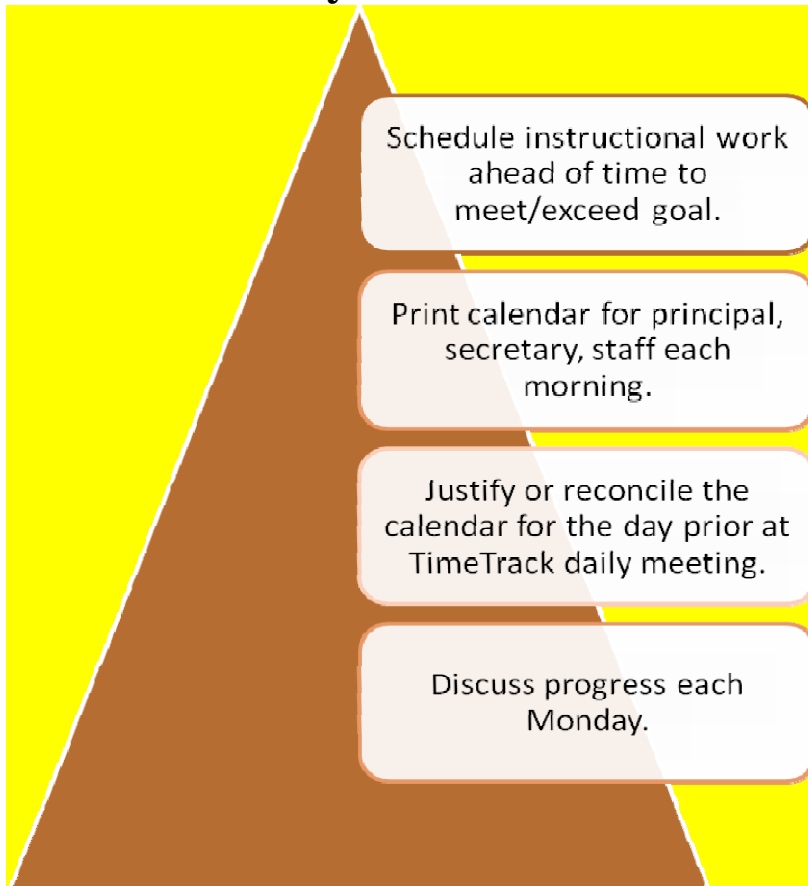 Schedule instructional work
ahead of time to
meet/exceed goal.
Print calendar for principal,
secretary, staff each
morning.
Justify or reconcile the
calendar for the day prior at
TimeTrack daily meeting.
Discuss progress each
Monday.